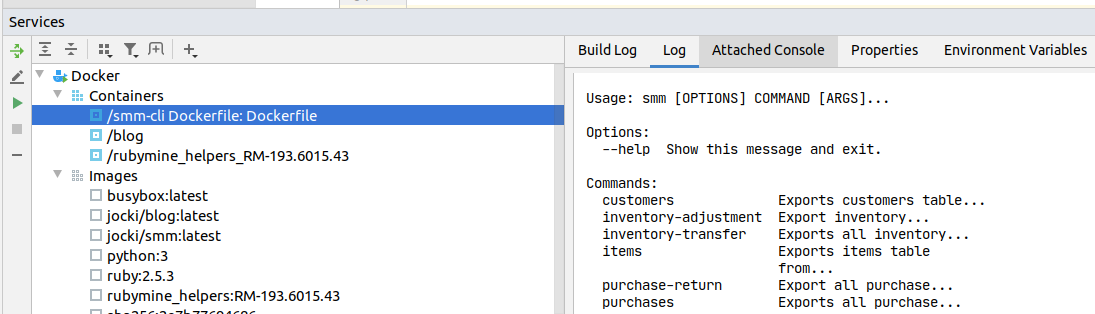 Services
Docker
Containers
/smm-cli Dockerfile: Dockerfile
/blog
/rubymine_helpers_RM-193.6015.43
Images
busybox:latest
jocki/blog:latest
jocki/smm:latest
python:3
ruby:2.5.3
rubymine_helpers:RM-193.6015.43
Build Log Log Attached Console Properties Environment Variables
Usage: smm [OPTIONS] COMMAND [ARGS]...
Options:
--help Show this message and exit.
Commands:
customers Exports customers table...
inventory-adjustment Export inventory...
inventory-transfer Exports all inventory...
items Exports items table
from...
purchase-return Export all purchase...
purchases Exports all purchase...